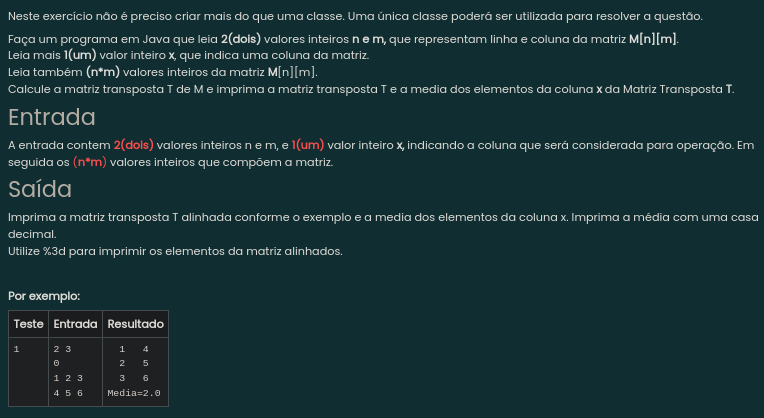 Neste exercício não é preciso criar mais do que uma classe. Uma única classe poderá ser utilizada para resolver a questão.
Faça um programa em Java que leia 2(dois) valores inteiros n e m, que representam linha e coluna da matriz M[n][m].
Leia mais 1(um) valor inteiro x, que indica uma coluna da matriz.
Leia também (n*m) valores inteiros da matriz M[n][m].
Calcule a matriz transposta T de M e imprima a matriz transposta T e a media dos elementos da coluna x da Matriz Transposta T.
Entrada
A entrada contem 2(dois) valores inteiros n e m, e 1(um) valor inteiro x, indicando a coluna que será considerada para operação. Em
seguida os (n*m) valores inteiros que compõem a matriz.
Saída
Imprima a matriz transposta T alinhada conforme o exemplo e a media dos elementos da coluna x. Imprima a média com uma casa
decimal.
Utilize %3d para imprimir os elementos da matriz alinhados.
Por exemplo:
Teste Entrada Resultado
1 2 3 1 4
0 2 5
1 2 3 3 6
4 5 6 Media=2.0